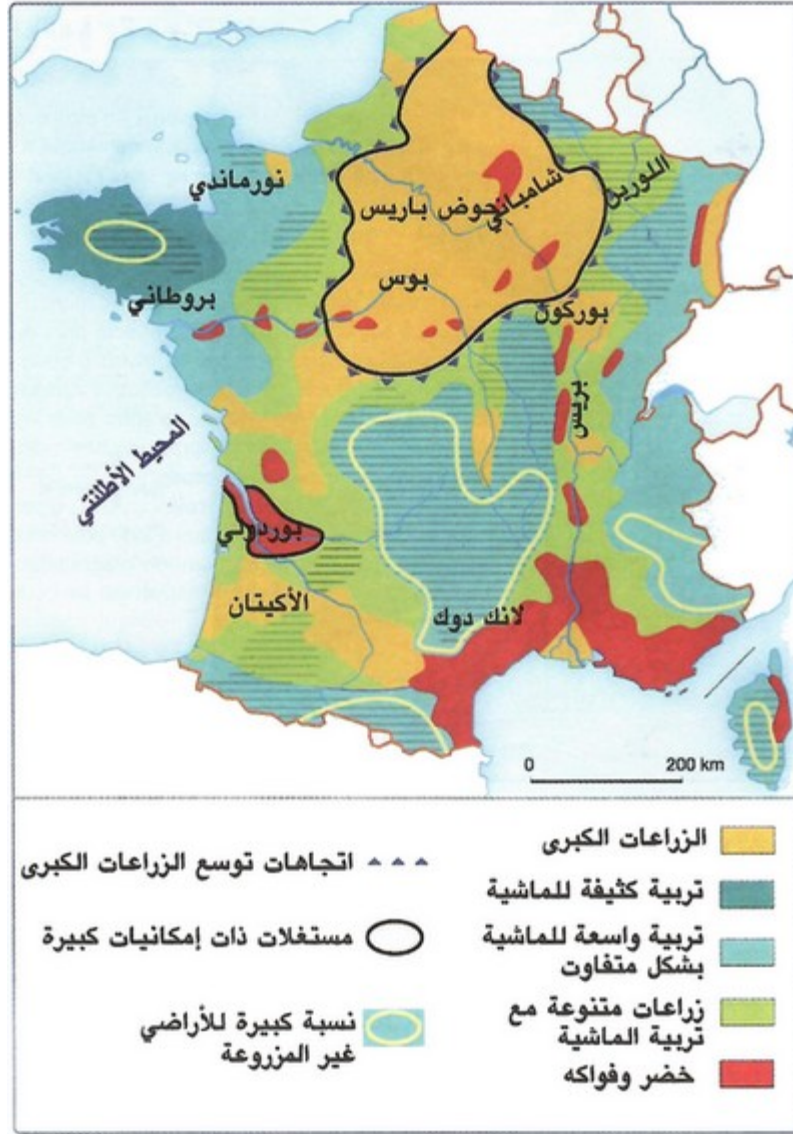 نورماندي
شامباني
اللورين
حوض باريس
بروطاني
بوس
بوركون
بريس
المحيط الأطلنتي
بوردولي
الأكيتان
لانك دوك
0 200 km
الزراعات الكبرى
تربية كثيفة للماشية
تربية واسعة للماشية
بشكل متفاوت
زراعات متنوعة مع
تربية الماشية
خضر وفواكه
اتجاهات توسع الزراعات الكبرى
مستغلات ذات إمكانيات كبيرة
نسبة كبيرة للأراضي
غير المزروعة